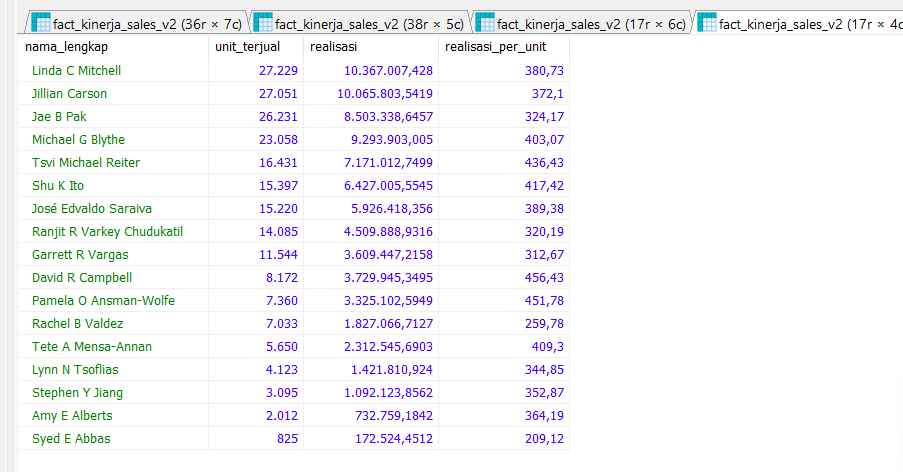 fact_kinerja_sales_v2 (36r × 7c) fact_kinerja_sales_v2 (38r × 5c) fact_kinerja_sales_v2 (17r × 6c) fact_kinerja_sales_v2 (17r × 4c
nama_lengkap unit_terjual realisasi realisasi_per_unit
Linda C Mitchell 27.229 10.367.007,428 380,73
Jillian Carson 27.051 10.065.803,5419 372,1
Jae B Pak 26.231 8.503.338,6457 324,17
Michael G Blythe 23.058 9.293.903,005 403,07
Tsvi Michael Reiter 16.431 7.171.012,7499 436,43
Shu K Ito 15.397 6.427.005,5545 417,42
José Edvaldo Saraiva 15.220 5.926.418,356 389,38
Ranjit R Varkey Chudukatil 14.085 4.509.888,9316 320,19
Garrett R Vargas 11.544 3.609.447,2158 312,67
David R Campbell 8.172 3.729.945,3495 456,43
Pamela O Ansman-Wolfe 7.360 3.325.102,5949 451,78
Rachel B Valdez 7.033 1.827.066,7127 259,78
Tete A Mensa-Annan 5.650 2.312.545,6903 409,3
Lynn N Tsoflias 4.123 1.421.810,924 344,85
Stephen Y Jiang 3.095 1.092.123,8562 352,87
Amy E Alberts 2.012 732.759,1842 364,19
Syed E Abbas 825 172.524,4512 209,12